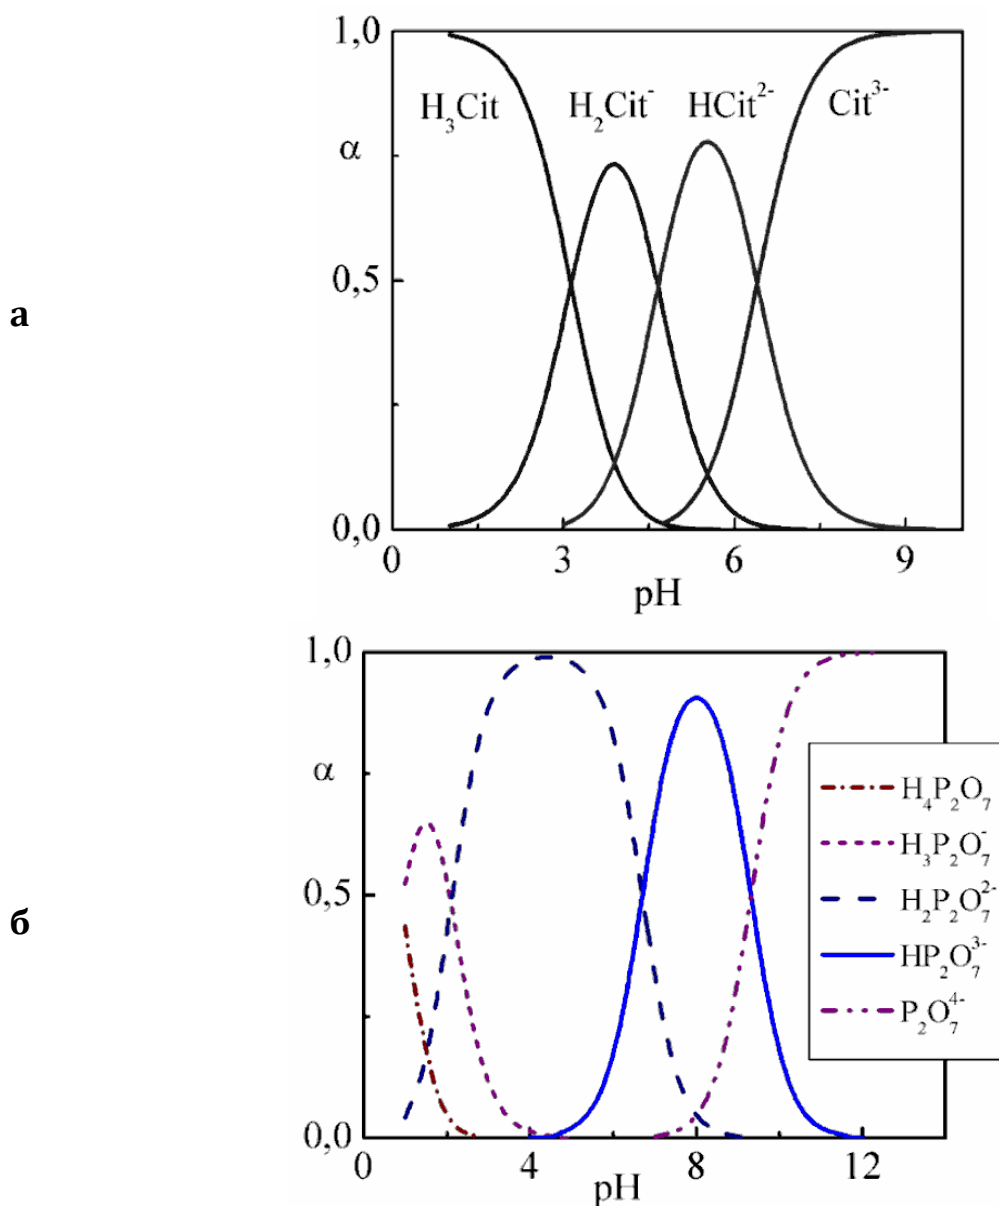 а
1,0
H₃Cit H₂Cit⁻ HCit²⁻ Cit³⁻
α
0,5
0,0
0 3 6 9
pH
б
1,0
α
0,5
0,0
0 4 8 12
pH
H₄P₂O₇
H₃P₂O₇⁻
H₂P₂O₇²⁻
HP₂O₇³⁻
P₂O₇⁴⁻